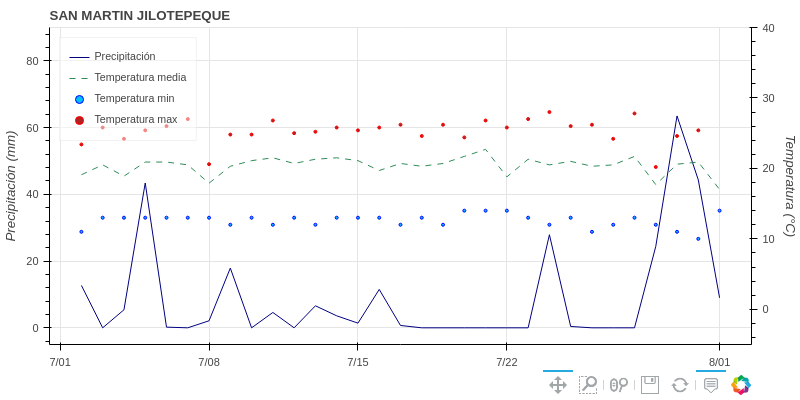 SAN MARTIN JILOTEPEQUE
Precipitación
Temperatura media
Temperatura min
Temperatura max
Precipitación (mm)
80
60
40
20
0
Temperatura (°C)
40
30
20
10
0
7/01
7/08
7/15
7/22
8/01